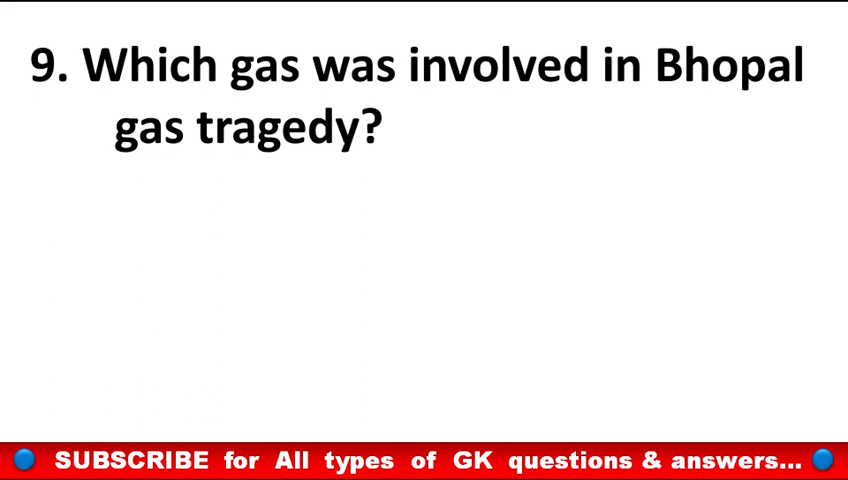 9. Which gas was involved in Bhopal
gas tragedy?
SUBSCRIBE for All types of GK questions & answers...